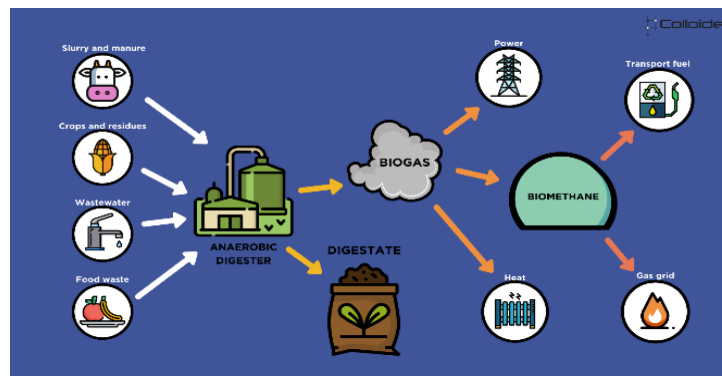 Colloide
Slurry and manure
Power
Transport fuel
Crops and residues
BIOGAS
Wastewater
BIOMETHANE
ANAEROBIC
DIGESTER
DIGESTATE
Food waste
Heat
Gas grid